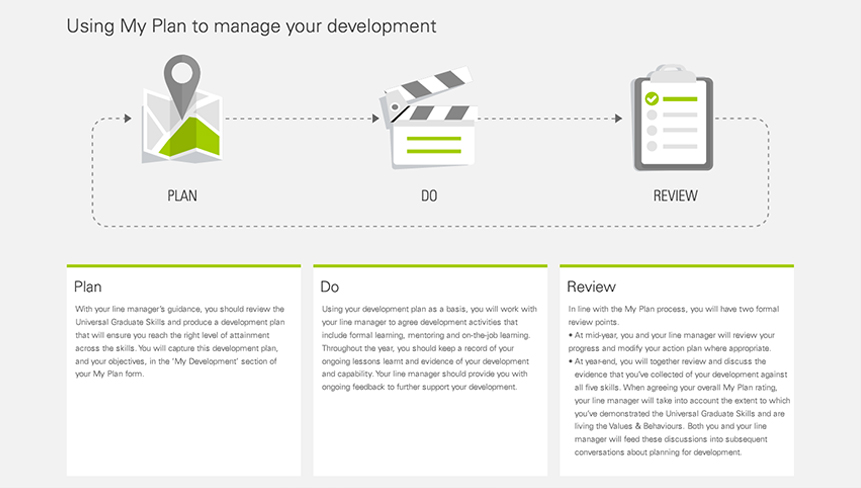 Using My Plan to manage your development
PLAN
DO
REVIEW
Plan
With your line manager's guidance, you should review the
Universal Graduate Skills and produce a development plan
that will ensure you reach the right level of attainment
across the skills. You will capture this development plan,
and your objectives, in the 'My Development' section of
your My Plan form.
Do
Using your development plan as a basis, you will work with
your line manager to agree development activities that
include formal learning, mentoring and on-the-job learning.
Throughout the year, you should keep a record of your
ongoing lessons learnt and evidence of your development
and capability. Your line manager should provide you with
ongoing feedback to further support your development.
Review
In line with the My Plan process, you will have two formal
review points.
• At mid-year, you and your line manager will review your
progress and modify your action plan where appropriate.
• At year-end, you will together review and discuss the
evidence that you've collected of your development against
all five skills. When agreeing your overall My Plan rating,
your line manager will take into account the extent to which
you've demonstrated the Universal Graduate Skills and are
living the Values & Behaviours. Both you and your line
manager will feed these discussions into subsequent
conversations about planning for development.